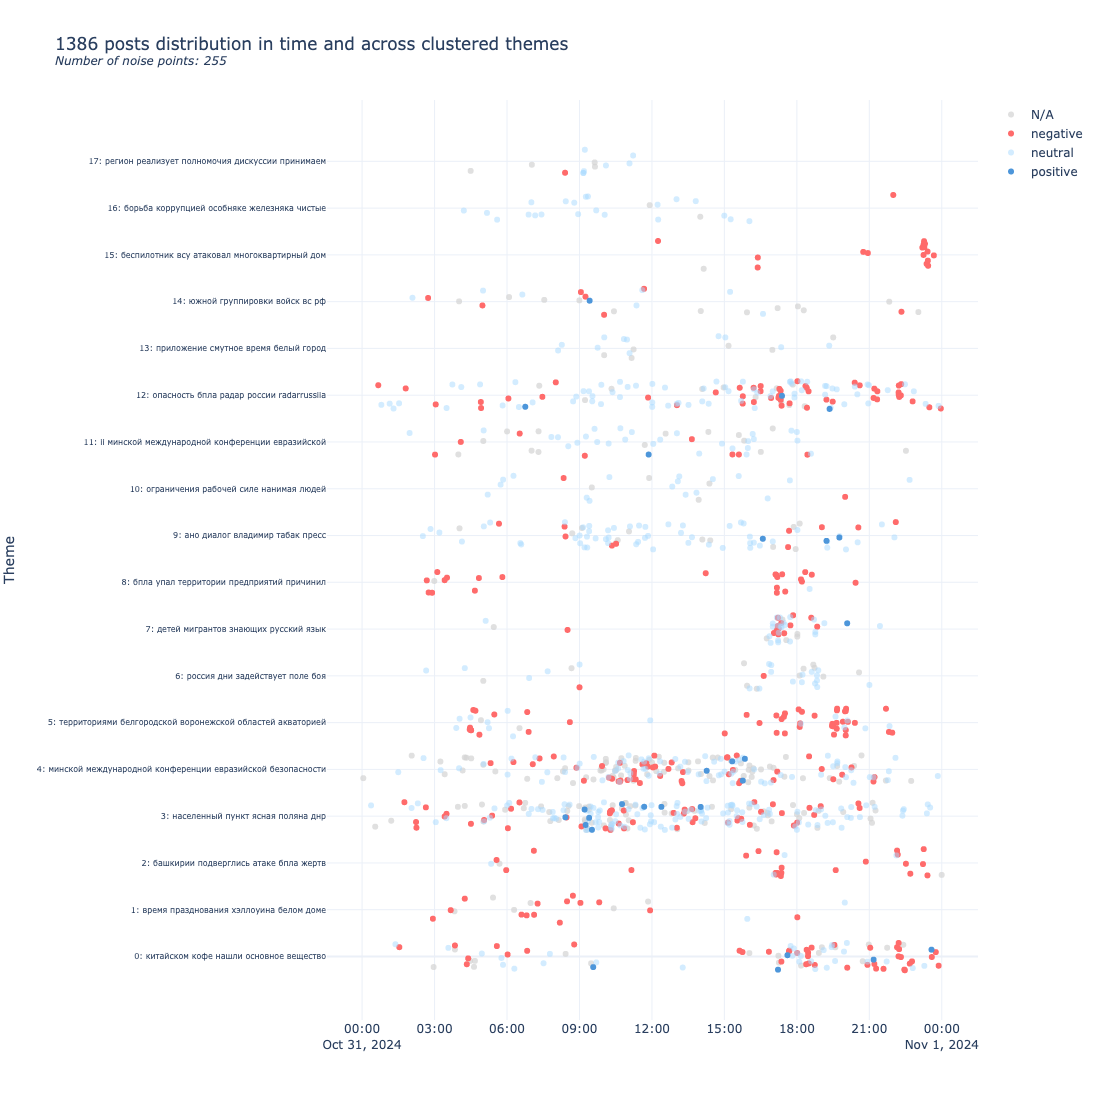 1386 posts distribution in time and across clustered themes
Number of noise points: 255
N/A
negative
neutral
positive
Theme
17: регион реализует полномочия дискуссии принимаем
16: борьба коррупцией особняке железняка чистые
15: беспилотник всу атаковал многоквартирный дом
14: южной группировки войск вс рф
13: приложение смутное время белый город
12: опасность бпла радар россии radarrussiia
11: ii минской международной конференции евразийской
10: ограничения рабочей силе нанимая людей
9: ано диалог владимир табак пресс
8: бпла упал территории предприятий причинил
7: детей мигрантов знающих русский язык
6: россия дни задействует поле боя
5: территориями белгородской воронежской областей акваторией
4: минской международной конференции евразийской безопасности
3: населенный пункт ясная поляна днр
2: башкирии подверглись атаке бпла жертв
1: время празднования хэллоуина белом доме
0: китайском кофе нашли основное вещество
00:00 03:00 06:00 09:00 12:00 15:00 18:00 21:00 00:00
Oct 31, 2024 Nov 1, 2024